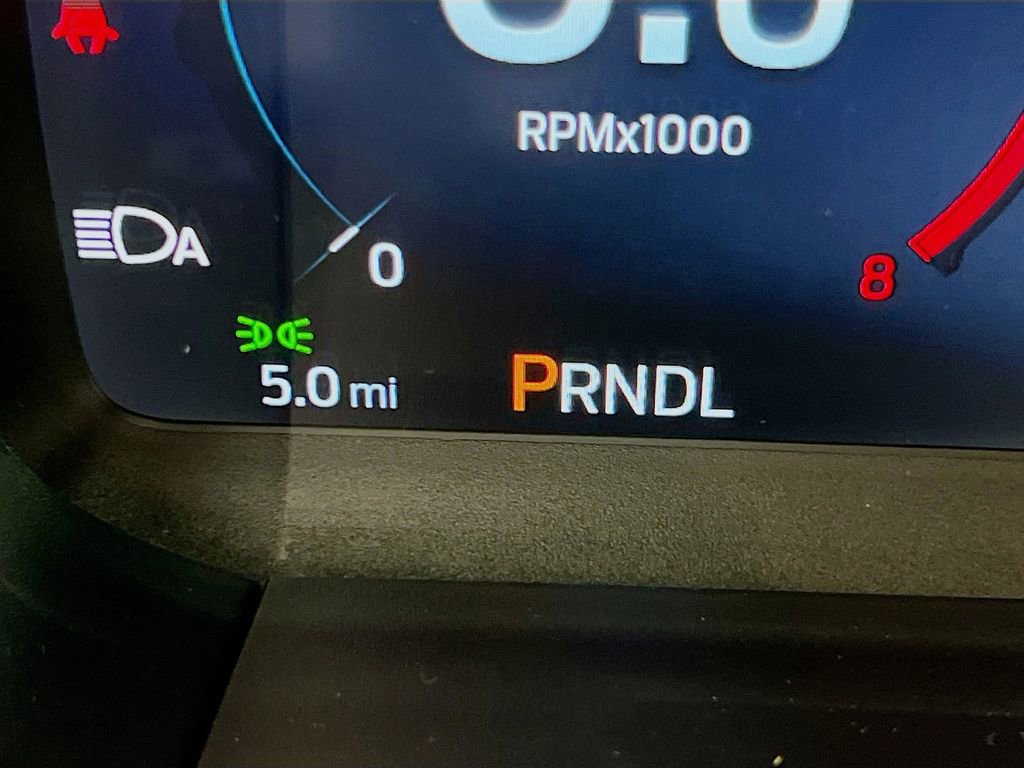 RPMx1000
A
0
8
5.0 mi
PRNDL